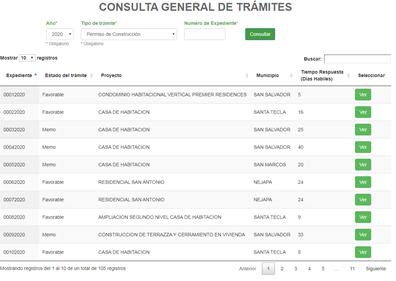 CONSULTA GENERAL DE TRÁMITES
Año* Tipo de trámite* Numero de Expediente*
2020 Permiso de Construcción Consultar
* Obligatorio * Obligatorio
Mostrar 10 registros Buscar:
Expediente Estado del trámite Proyecto Municipio Tiempo Respuesta (Días Habiles) Seleccionar
00012020 Favorable CONDOMINIO HABITACIONAL VERTICAL PREMIER RESIDENCES SAN SALVADOR 5 Ver
00022020 Favorable CASA DE HABITACION SANTA TECLA 16 Ver
00032020 Memo CASA DE HABITACION SAN SALVADOR 25 Ver
00042020 Memo CASA DE HABITACION SAN SALVADOR 40 Ver
00052020 Memo CASA DE HABITACION SAN MARCOS 20 Ver
00062020 Favorable RESIDENCIAL SAN ANTONIO NEJAPA 24 Ver
00072020 Favorable RESIDENCIAL SAN ANTONIO NEJAPA 24 Ver
00082020 Favorable AMPLIACION SEGUNDO NIVEL CASA DE HABITACION SANTA TECLA 9 Ver
00092020 Memo CONSTRUCCION DE TERRAZZA Y CERRAMIENTO EN VIVIENDA SAN SALVADOR 33 Ver
00102020 Favorable CASA DE HABITACION SANTA TECLA 8 Ver
Mostrando registros del 1 al 10 de un total de 105 registros Anterior 1 2 3 4 5 ... 11 Siguiente